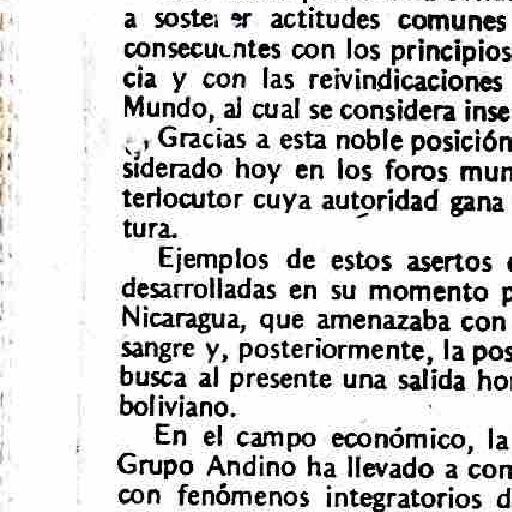 a sostener actitudes comunes
consecuentes con los principios
cia y con las reivindicaciones
Mundo, al cual se considera inse
Gracias a esta noble posición
siderado hoy en los foros mun
terlocutor cuya autoridad gana
tura.
Ejemplos de estos asertos
desarrolladas en su momento p
Nicaragua, que amenazaba con
sangre y, posteriormente, la pos
busca al presente una salida hon
boliviano.
En el campo económico, la
Grupo Andino ha llevado a con
con fenómenos integratorios d